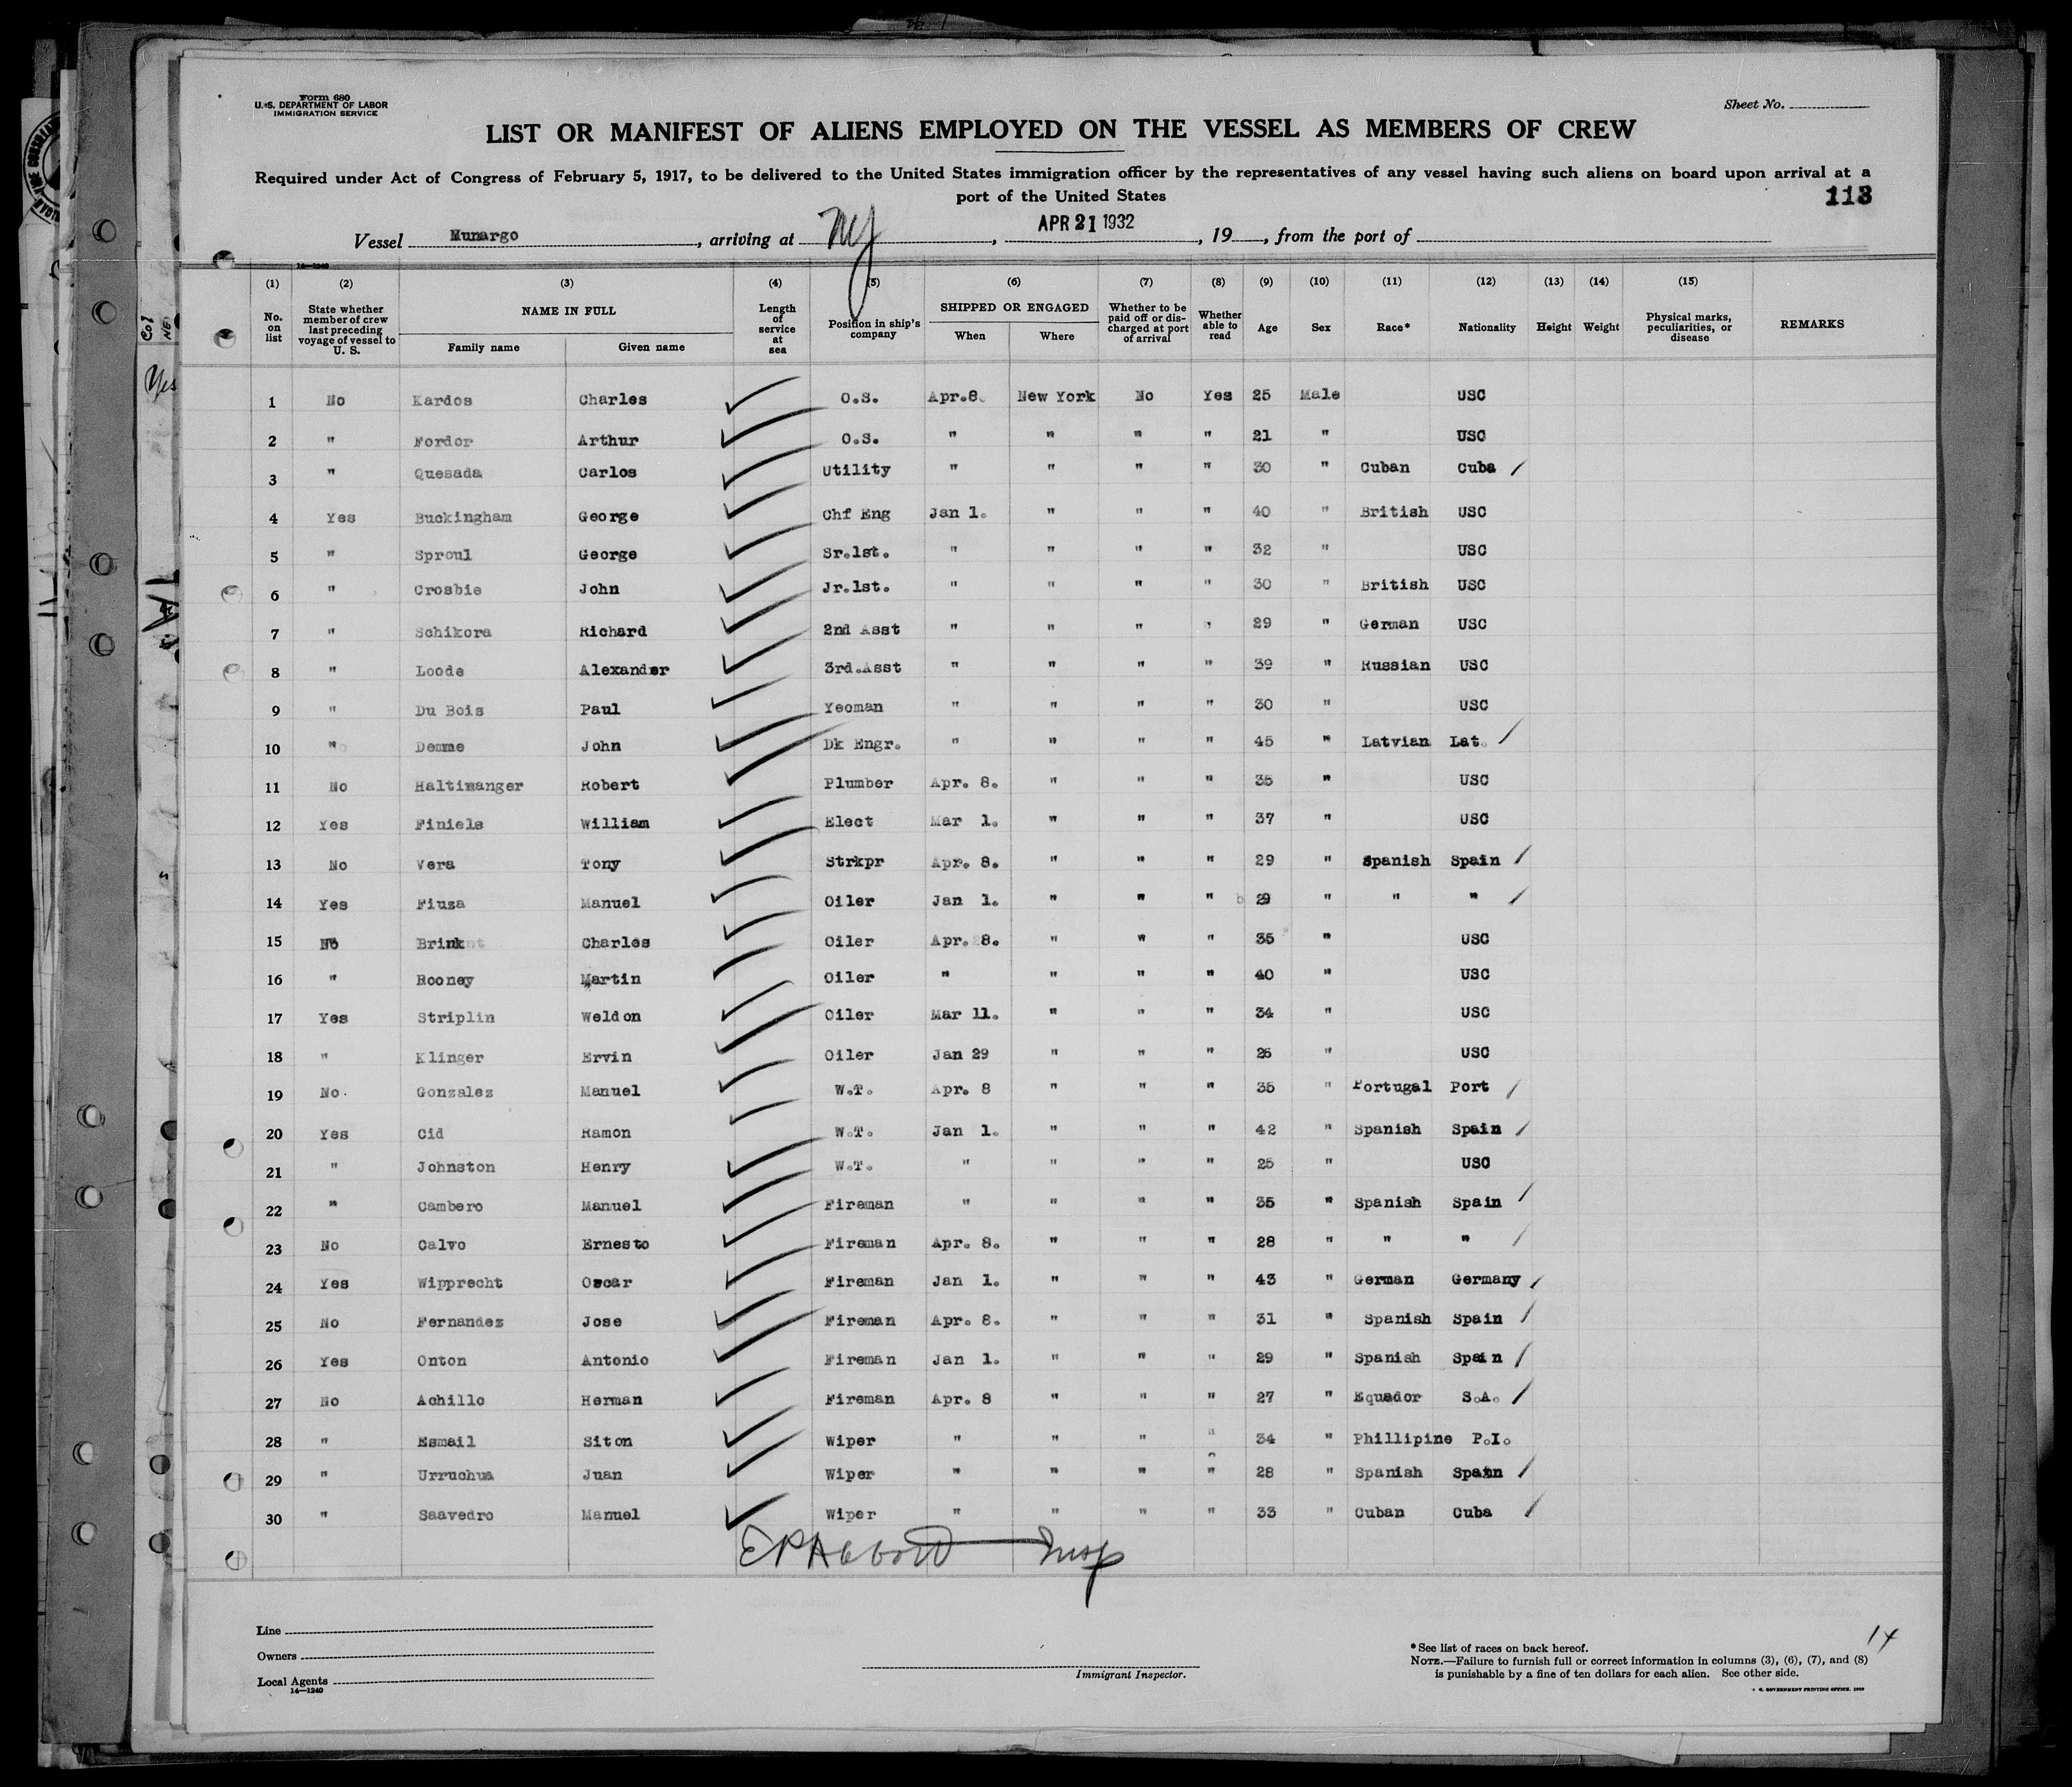 Form 680
U. S. DEPARTMENT OF LABOR
IMMIGRATION SERVICE
Sheet No.
LIST OR MANIFEST OF ALIENS EMPLOYED ON THE VESSEL AS MEMBERS OF CREW
Required under Act of Congress of February 5, 1917, to be delivered to the United States immigration officer by the representatives of any vessel having such aliens on board upon arrival at a
port of the United States
113
Vessel Munargo, arriving at NY, APR 21 1932, 19 , from the port of
14—1240
(1) (2) (3) (4) (5) (6) (7) (8) (9) (10) (11) (12) (13) (14) (15)
No. on list State whether member of crew last preceding voyage of vessel to U. S. NAME IN FULL Family name Given name Length of service at sea Position in ship's company SHIPPED OR ENGAGED When Where Whether to be paid off or discharged at port of arrival Whether able to read Age Sex Race* Nationality Height Weight Physical marks, peculiarities, or disease REMARKS
1 No Kardos Charles O.S. Apr.8. New York No Yes 25 Male USC
2 " Fordor Arthur O.S. " " " " 21 " USC
3 " Quesada Carlos Utility " " " " 30 " Cuban Cuba
4 Yes Buckingham George Chf Eng Jan 1. " " " 40 " British USC
5 " Sproul George Sr.1st. " " " " 32 " USC
6 " Crosbie John Jr.1st. " " " " 30 " British USC
7 " Schikora Richard 2nd Asst " " " " 29 " German USC
8 " Loode Alexander 3rd.Asst " " " " 39 " Russian USC
9 " Du Bois Paul Yeoman " " " " 30 " USC
10 " Demme John Dk Engr. " " " " 45 " Latvian Lat.
11 No Haltiwanger Robert Plumber Apr. 8. " " " 35 " USC
12 Yes Finiels William Elect Mar 1. " " " 37 " USC
13 No Vera Tony Strkpr Apr. 8. " " " 29 " Spanish Spain
14 Yes Fiuza Manuel Oiler Jan 1. " " " 29 " " "
15 No Brink Charles Oiler Apr. 8. " " " 35 " USC
16 " Rooney Martin Oiler " " " " 40 " USC
17 Yes Striplin Weldon Oiler Mar 11. " " " 34 " USC
18 " Klinger Ervin Oiler Jan 29 " " " 26 " USC
19 No. Gonzalez Manuel W.T. Apr. 8 " " " 35 " Portugal Port
20 Yes Cid Ramon W.T. Jan 1. " " " 42 " Spanish Spain
21 " Johnston Henry W.T. " " " " 25 " USC
22 " Cambero Manuel Fireman " " " " 35 " Spanish Spain
23 No Calvo Ernesto Fireman Apr. 8. " " " 28 " " "
24 Yes Wipprecht Oscar Fireman Jan 1. " " " 43 " German Germany
25 No Fernandez Jose Fireman Apr. 8. " " " 31 " Spanish Spain
26 Yes Onton Antonio Fireman Jan 1. " " " 29 " Spanish Spain
27 No Achillo Herman Fireman Apr. 8 " " " 27 " Equador S.A.
28 " Esmail Siton Wiper " " " " 34 " Phillipine P.I.
29 " Urruchua Juan Wiper " " " " 28 " Spanish Spain
30 " Saavedro Manuel Wiper " " " " 33 " Cuban Cuba
E P Abbott Insp
Line
Owners
Local Agents
14—1240
Immigrant Inspector.
14
* See list of races on back hereof.
NOTE.—Failure to furnish full or correct information in columns (3), (6), (7), and (8)
is punishable by a fine of ten dollars for each alien. See other side.
GOVERNMENT PRINTING OFFICE: 1929
Yes